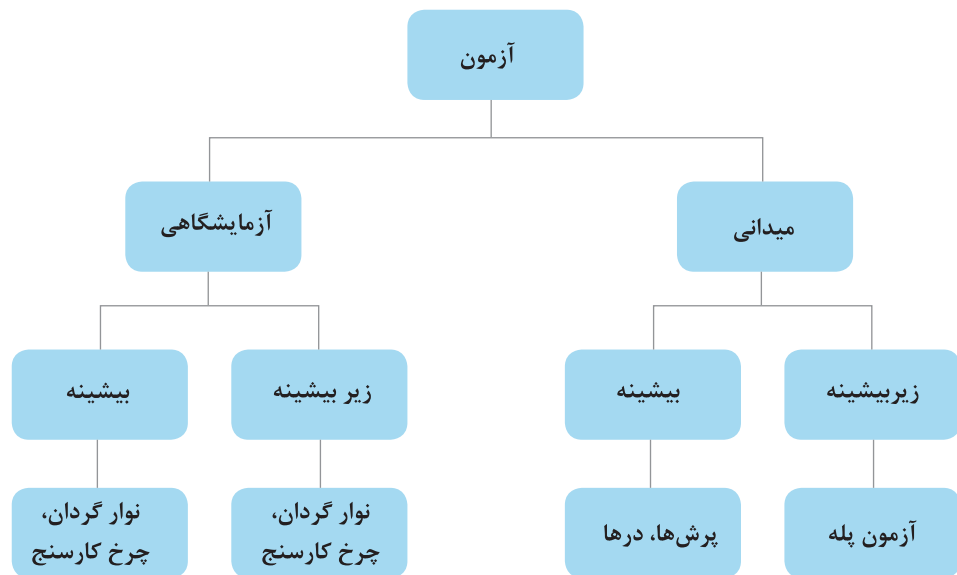 آزمون
میدانی
آزمایشگاهی
زیربیشینه
بیشینه
زیر بیشینه
بیشینه
آزمون پله
پرش‌ها، درها
نوار گردان،
چرخ کارسنج
نوار گردان،
چرخ کارسنج